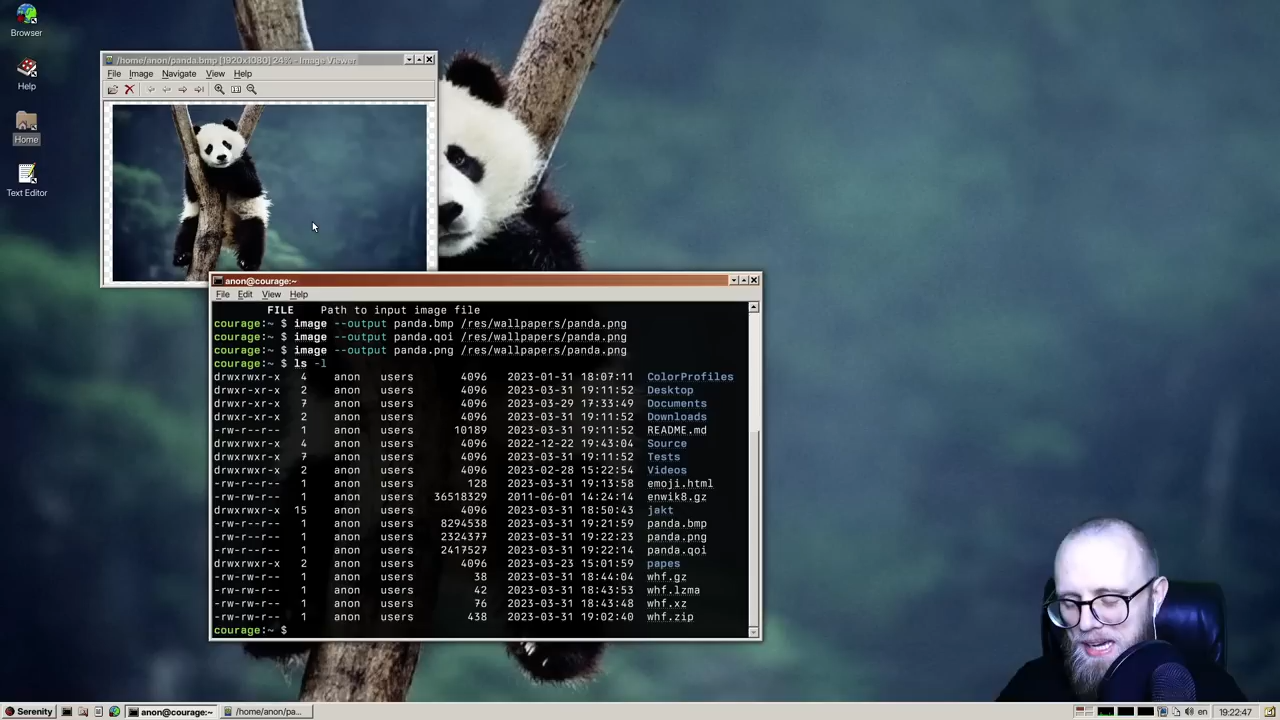 Browser
Help
Home
Text Editor
/home/anon/panda.bmp [1920x1080] 24% - Image Viewer
File Image Navigate View Help
anon@courage:~
File Edit View Help
FILE Path to input image file
courage:~ $ image --output panda.bmp /res/wallpapers/panda.png
courage:~ $ image --output panda.qoi /res/wallpapers/panda.png
courage:~ $ image --output panda.png /res/wallpapers/panda.png
courage:~ $ ls -l
drwxrwxr-x 4 anon users 4096 2023-01-31 18:07:11 ColorProfiles
drwxrwxr-x 2 anon users 4096 2023-03-31 19:11:52 Desktop
drwxrwxr-x 7 anon users 4096 2023-03-29 17:33:49 Documents
drwxrwxr-x 2 anon users 4096 2023-03-31 19:11:52 Downloads
-rw-rw-r-- 1 anon users 10189 2023-03-31 19:11:52 README.md
drwxrwxr-x 4 anon users 4096 2022-12-22 19:43:04 Source
drwxrwxr-x 7 anon users 4096 2023-03-31 19:11:52 Tests
drwxrwxr-x 2 anon users 4096 2023-02-28 15:22:54 Videos
-rw-rw-r-- 1 anon users 128 2023-03-31 19:13:58 emoji.html
-rw-rw-r-- 1 anon users 36518329 2011-06-01 14:24:14 enwik8.gz
drwxrwxr-x 15 anon users 4096 2023-03-31 18:50:43 jakt
-rw-r--r-- 1 anon users 8294538 2023-03-31 19:21:59 panda.bmp
-rw-r--r-- 1 anon users 2324377 2023-03-31 19:22:23 panda.png
-rw-r--r-- 1 anon users 2417527 2023-03-31 19:22:14 panda.qoi
drwxrwxr-x 2 anon users 4096 2023-03-23 15:01:59 papes
-rw-rw-r-- 1 anon users 38 2023-03-31 18:44:04 whf.gz
-rw-rw-r-- 1 anon users 42 2023-03-31 18:43:53 whf.lzma
-rw-rw-r-- 1 anon users 76 2023-03-31 18:43:48 whf.xz
-rw-rw-r-- 1 anon users 438 2023-03-31 19:02:40 whf.zip
courage:~ $
Serenity anon@courage:~ /home/anon/pa... en 19:22:47